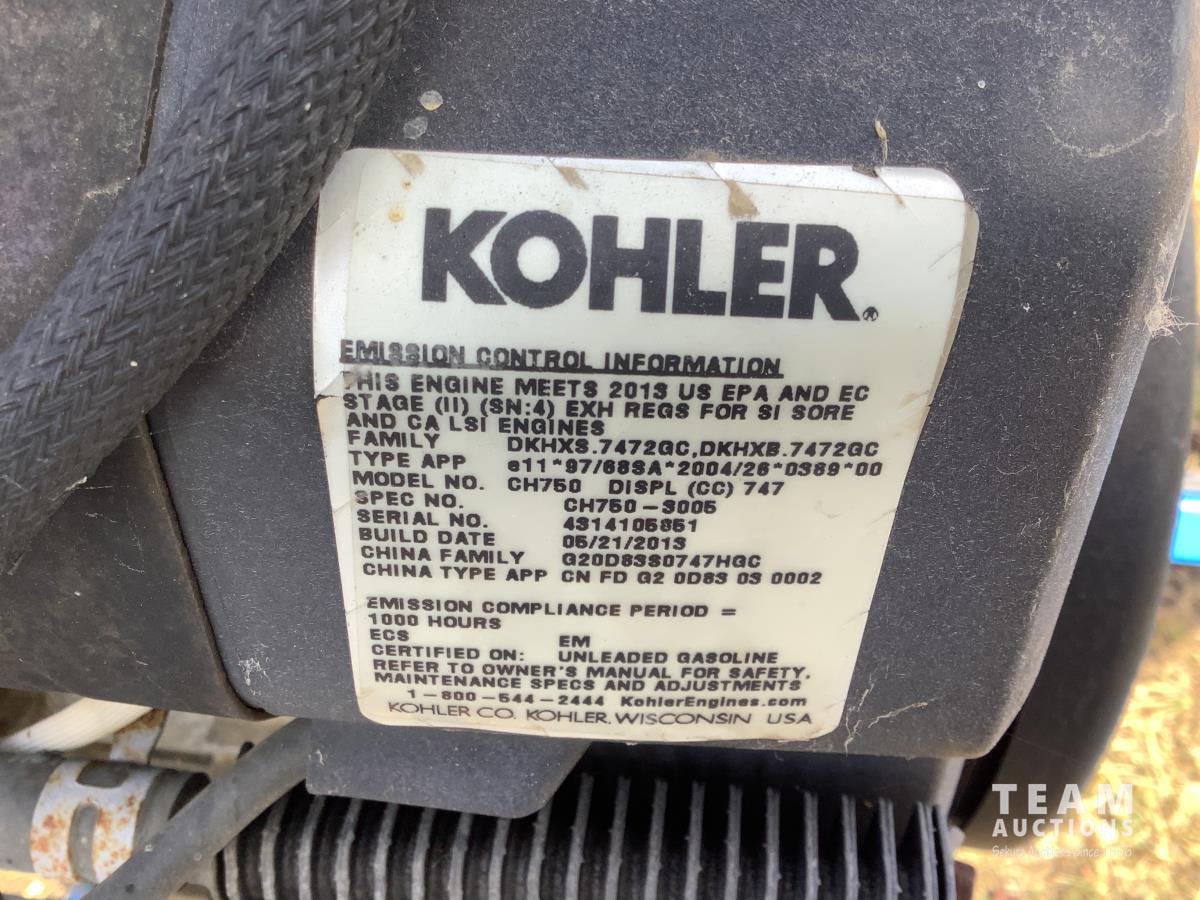 KOHLER®
EMISSION CONTROL INFORMATION
THIS ENGINE MEETS 2013 US EPA AND EC
STAGE (II) (SN:4) EXH REGS FOR SI SORE
AND CA LSI ENGINES
FAMILY DKHXS.7472GC,DKHXB.7472GC
TYPE APP e11*97/68SA*2004/26*0389*00
MODEL NO. CH750 DISPL (CC) 747
SPEC NO. CH750-3005
SERIAL NO. 4314105851
BUILD DATE 05/21/2013
CHINA FAMILY G20D83S0747HGC
CHINA TYPE APP CN FD G2 0D83 03 0002
EMISSION COMPLIANCE PERIOD =
1000 HOURS
ECS EM
CERTIFIED ON: UNLEADED GASOLINE
REFER TO OWNER'S MANUAL FOR SAFETY,
MAINTENANCE SPECS AND ADJUSTMENTS
1-800-544-2444 KohlerEngines.com
KOHLER CO. KOHLER, WISCONSIN USA
TEAM
AUCTIONS